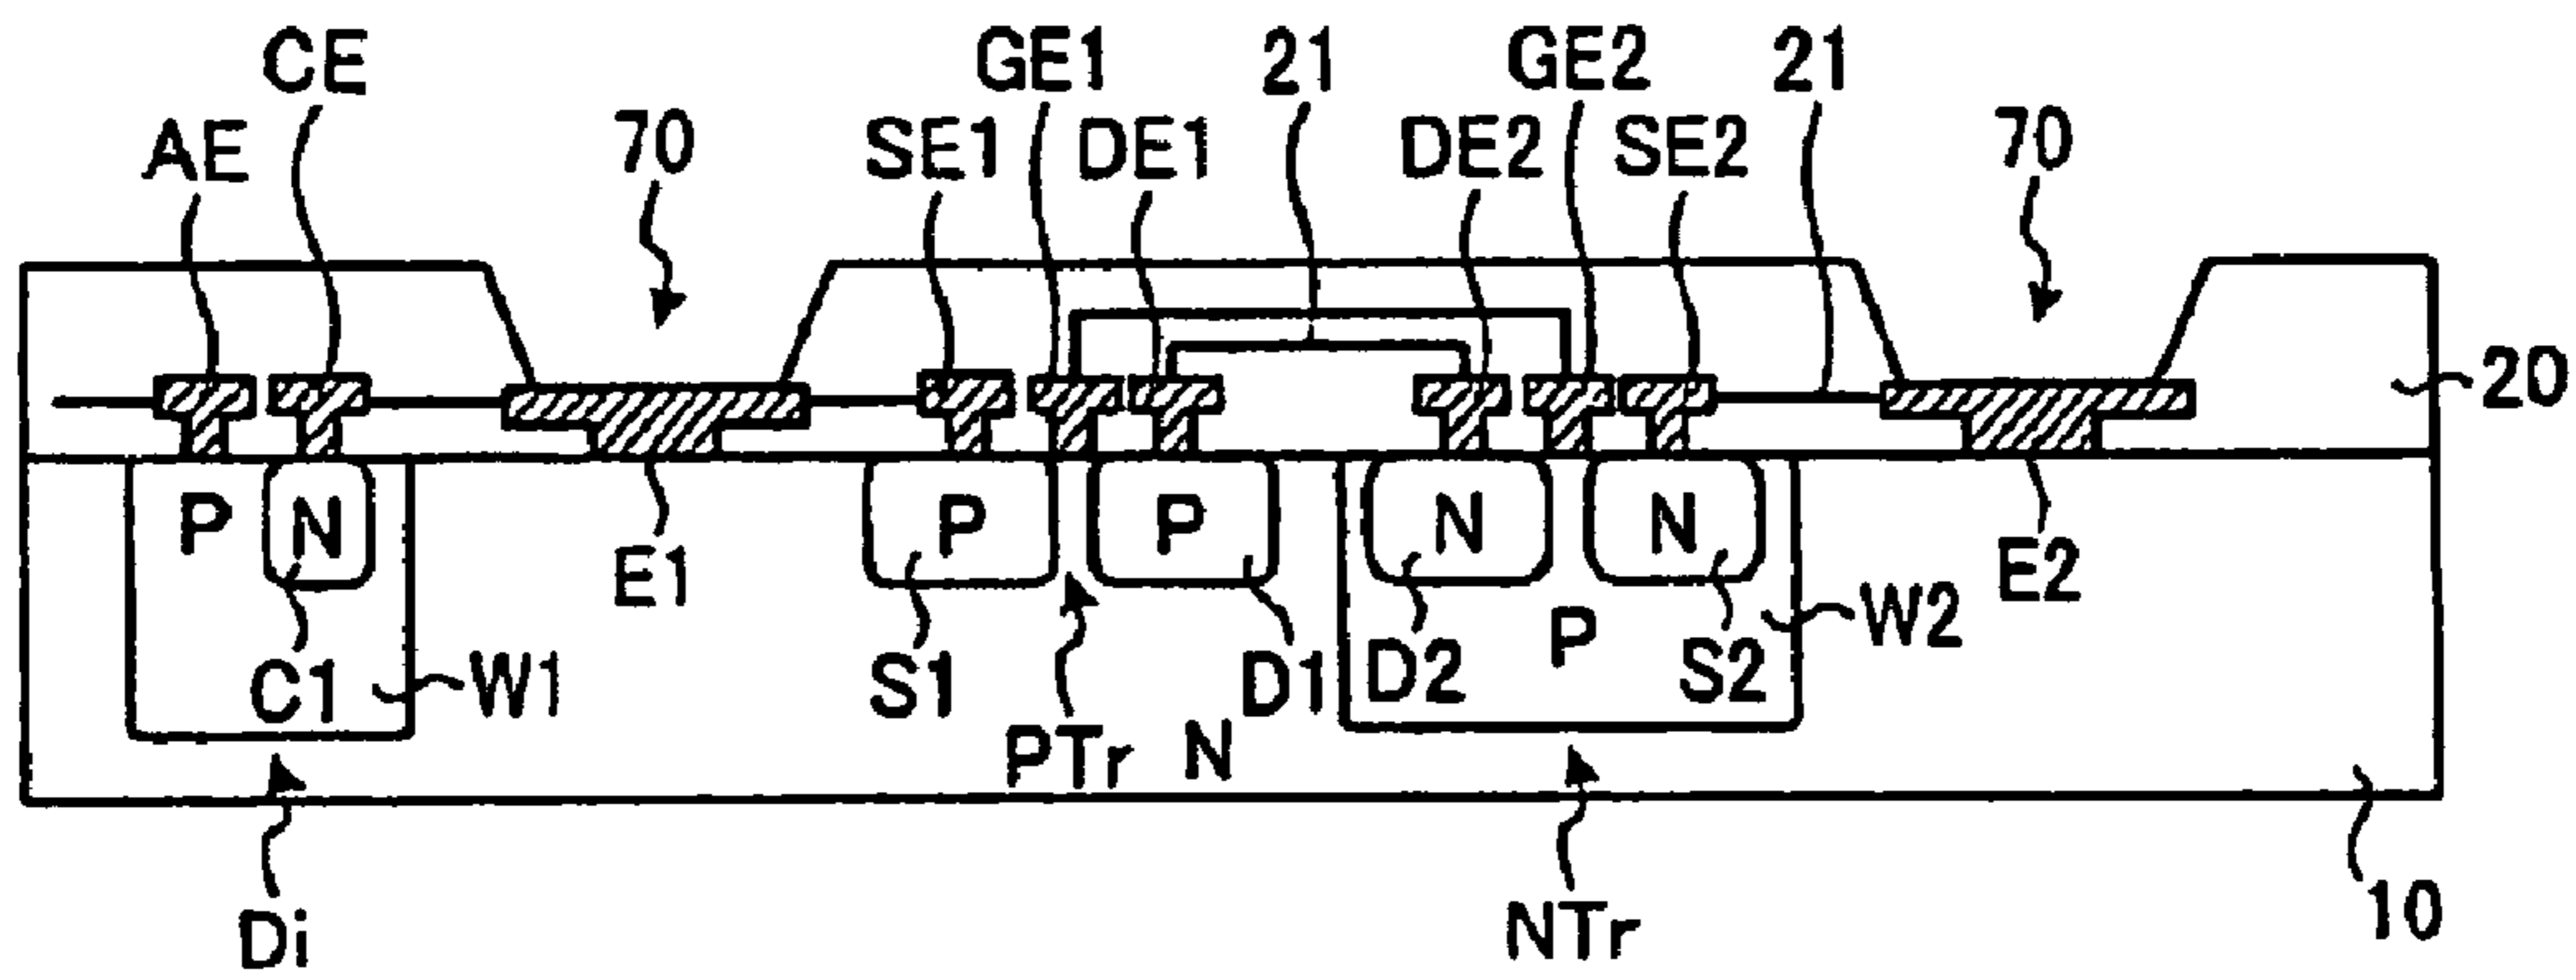 CE GE1 21 GE2 21
AE 70 SE1 DE1 DE2 SE2 70
20
P N P P N N
E1 E2
P W2
C1 W1 S1 D1 D2 S2
PTr N
Di NTr 10